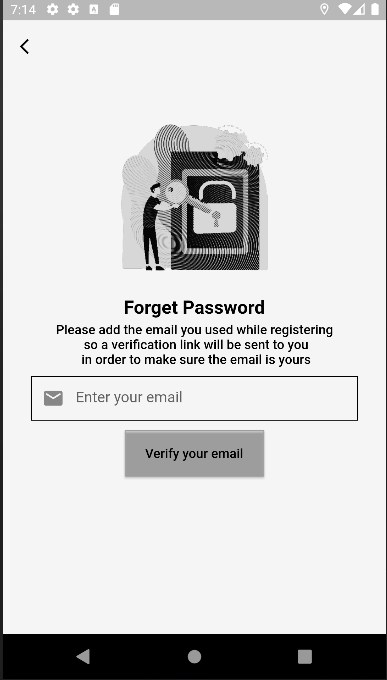 7:14
Forget Password
Please add the email you used while registering
so a verification link will be sent to you
in order to make sure the email is yours
Enter your email
Verify your email